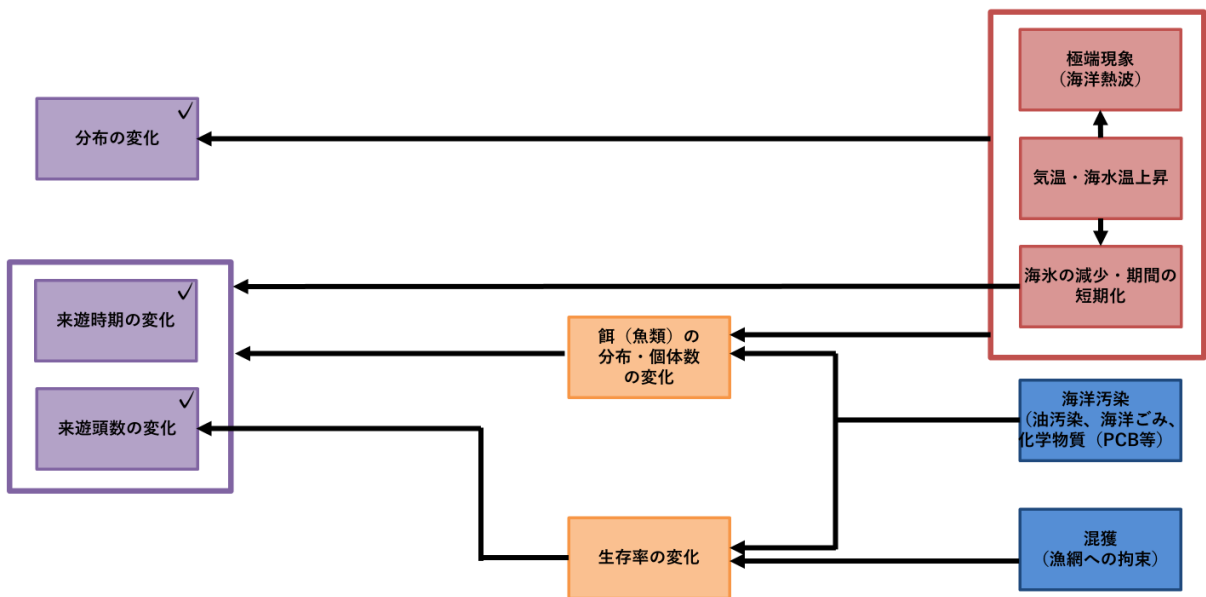 極端現象
（海洋熱波）
分布の変化
気温・海水温上昇
海氷の減少・期間の
短期化
来遊時期の変化
餌（魚類）の
分布・個体数
の変化
来遊頭数の変化
海洋汚染
（油汚染、海洋ごみ、
化学物質（PCB等）
生存率の変化
混獲
（漁網への拘束）